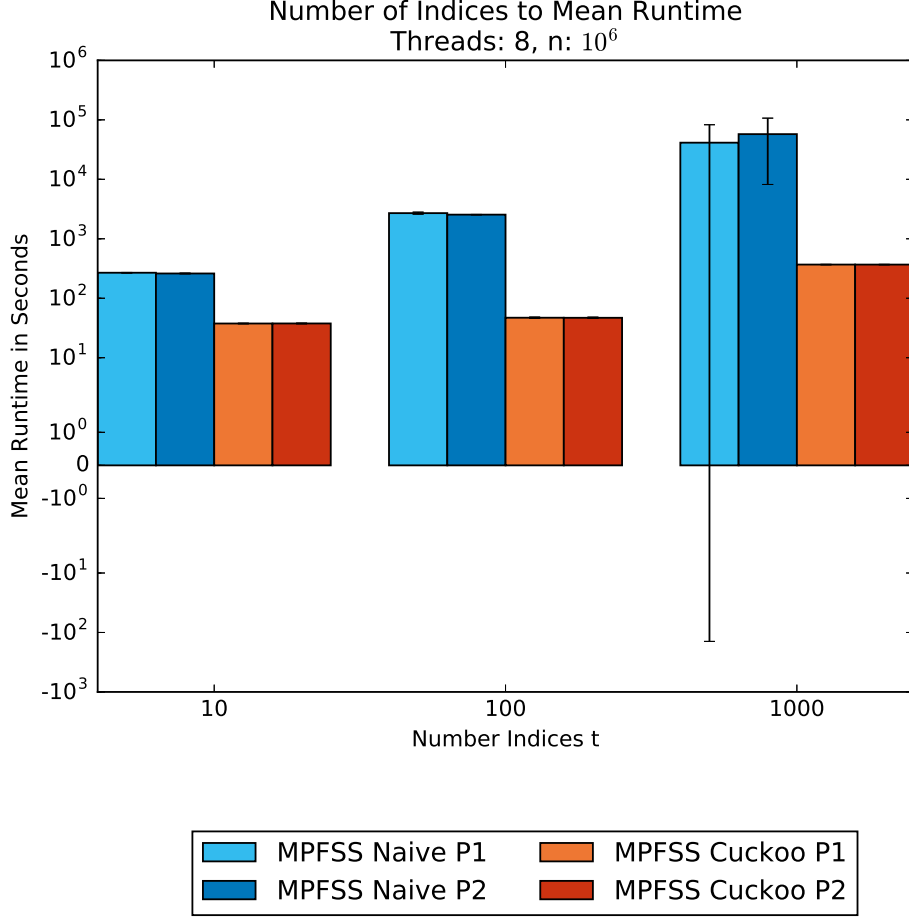 Number of Indices to Mean Runtime
Threads: 8, n: 10^6
Mean Runtime in Seconds
10^6
10^5
10^4
10^3
10^2
10^1
10^0
0
-10^0
-10^1
-10^2
-10^3
10 100 1000
Number Indices t
MPFSS Naive P1 MPFSS Cuckoo P1
MPFSS Naive P2 MPFSS Cuckoo P2